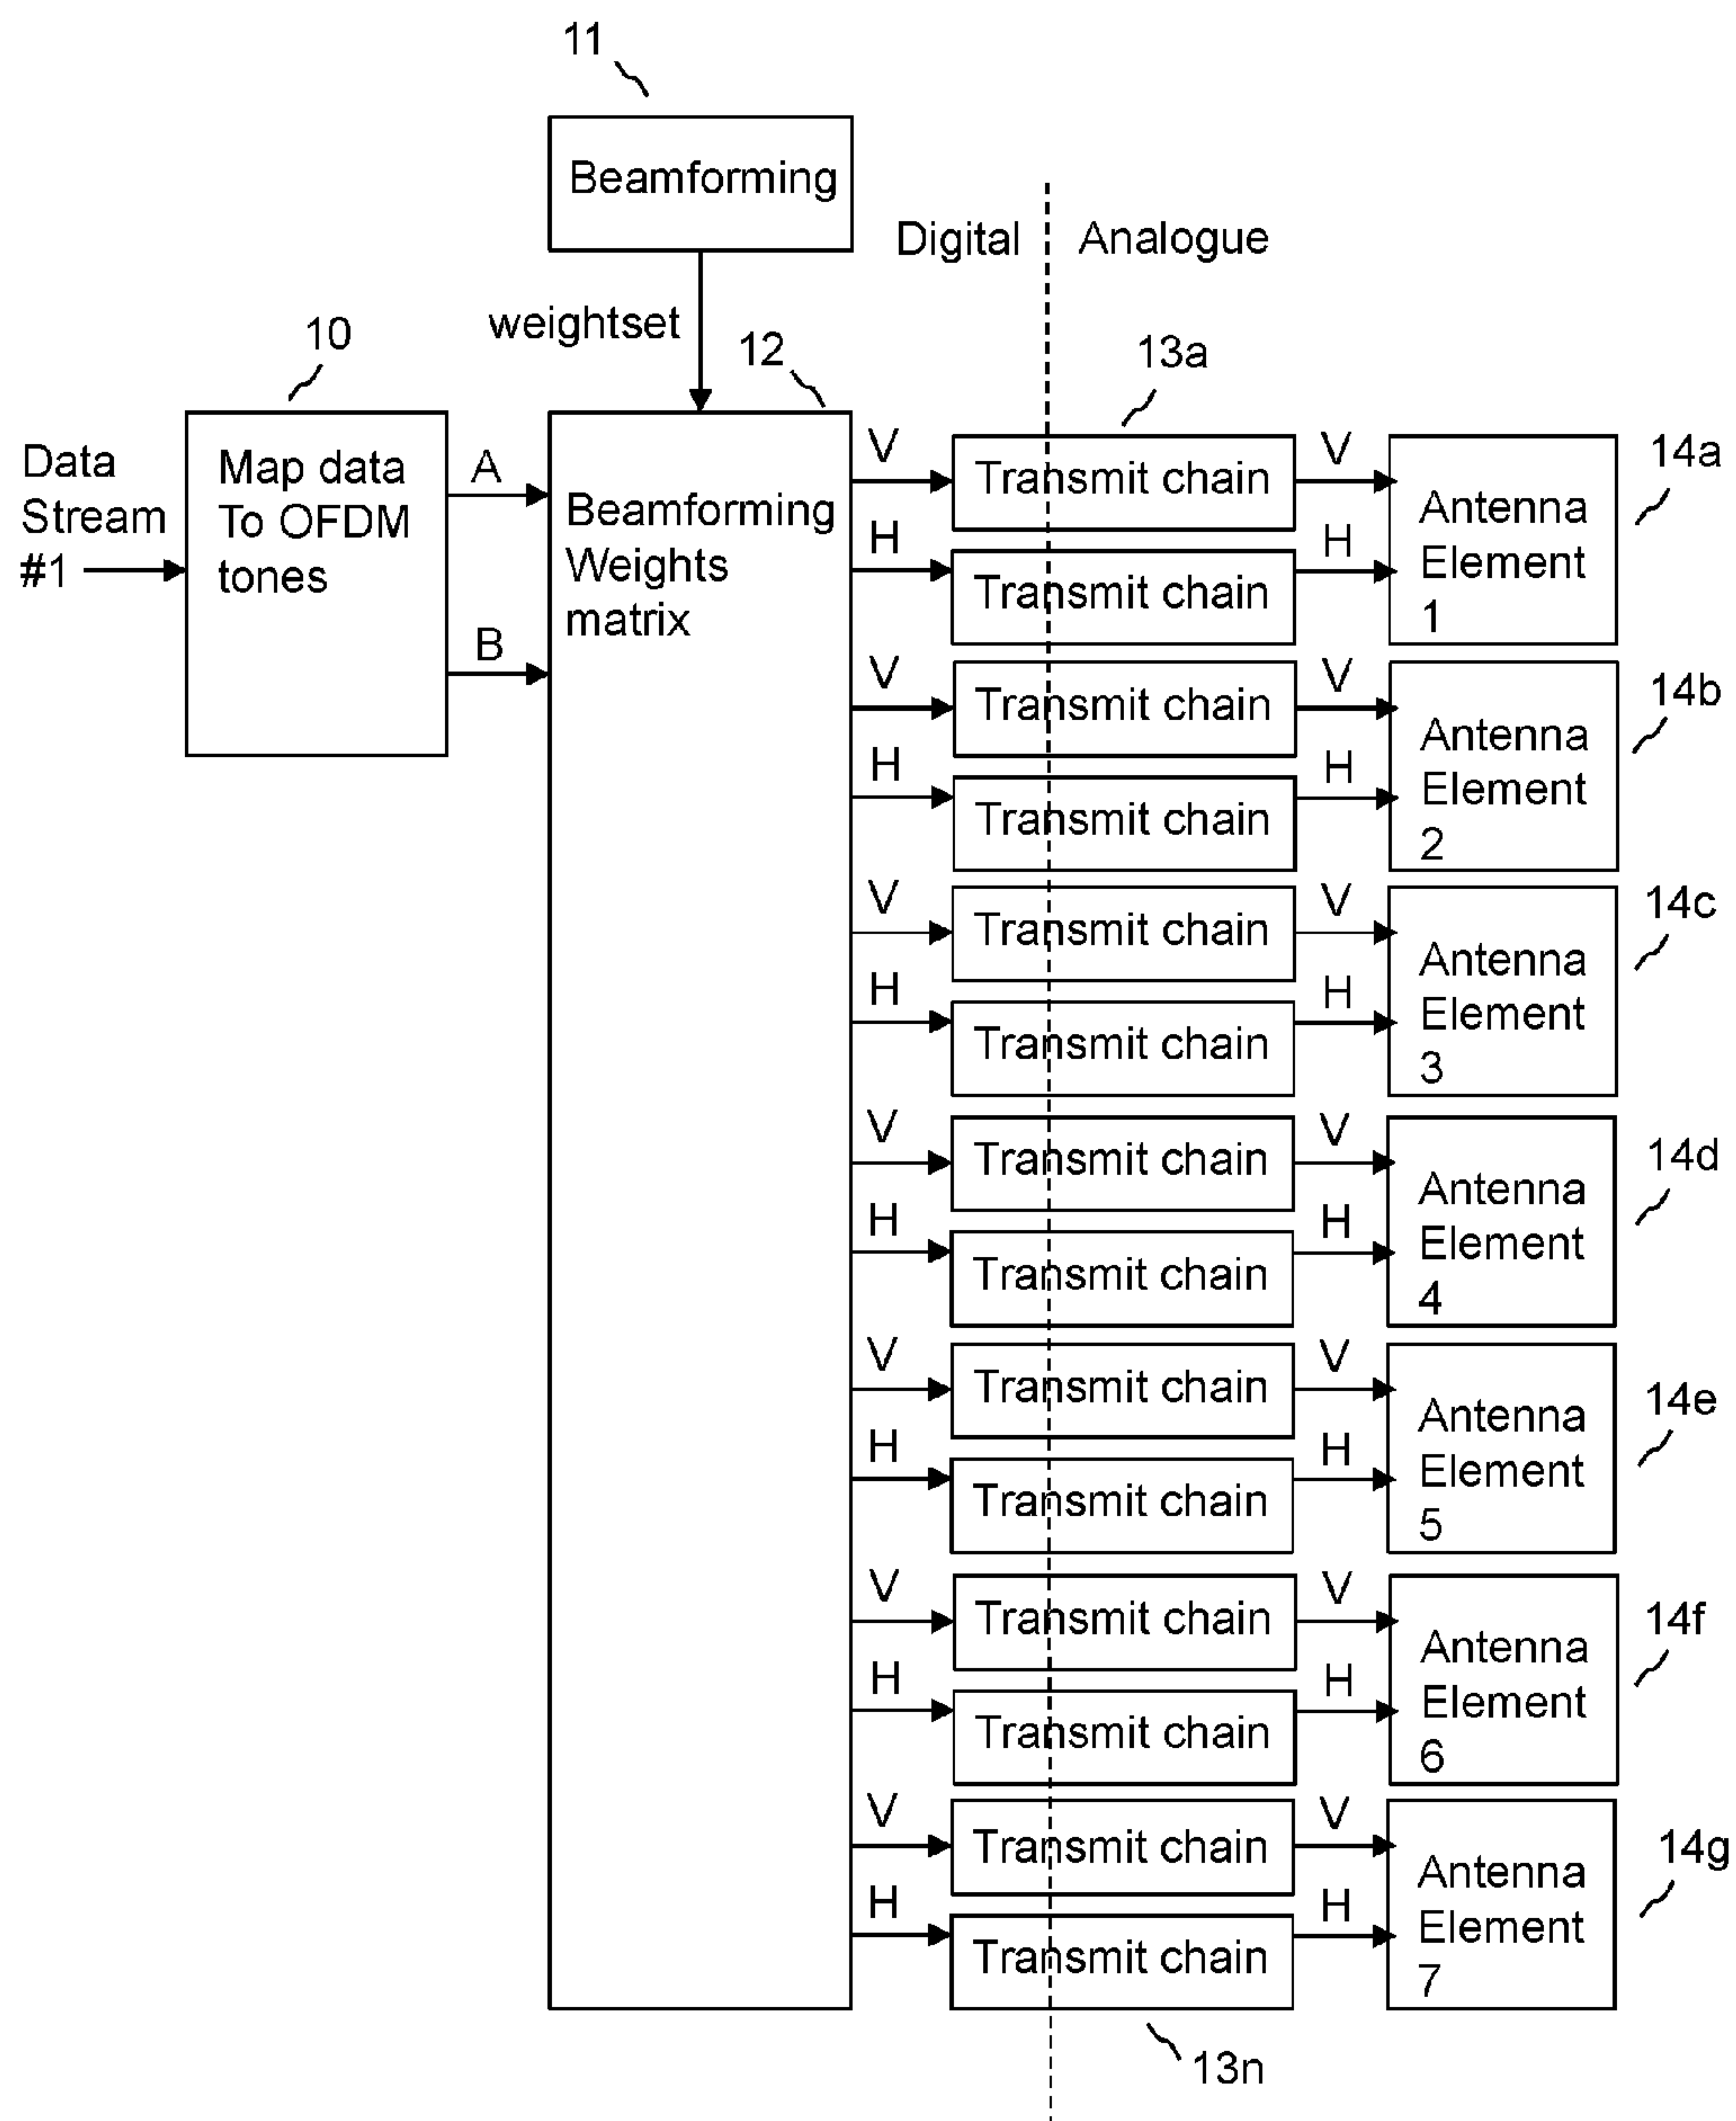 11
Beamforming
Digital
Analogue
weightset
10
12
13a
Data
Stream
#1
Map data
To OFDM
tones
A
B
Beamforming
Weights
matrix
V
Transmit chain
V
H
Transmit chain
H
Antenna
Element
1
14a
V
Transmit chain
V
H
Transmit chain
H
Antenna
Element
2
14b
V
Transmit chain
V
H
Transmit chain
H
Antenna
Element
3
14c
V
Transmit chain
V
H
Transmit chain
H
Antenna
Element
4
14d
V
Transmit chain
V
H
Transmit chain
H
Antenna
Element
5
14e
V
Transmit chain
V
H
Transmit chain
H
Antenna
Element
6
14f
V
Transmit chain
V
H
Transmit chain
H
Antenna
Element
7
14g
13n